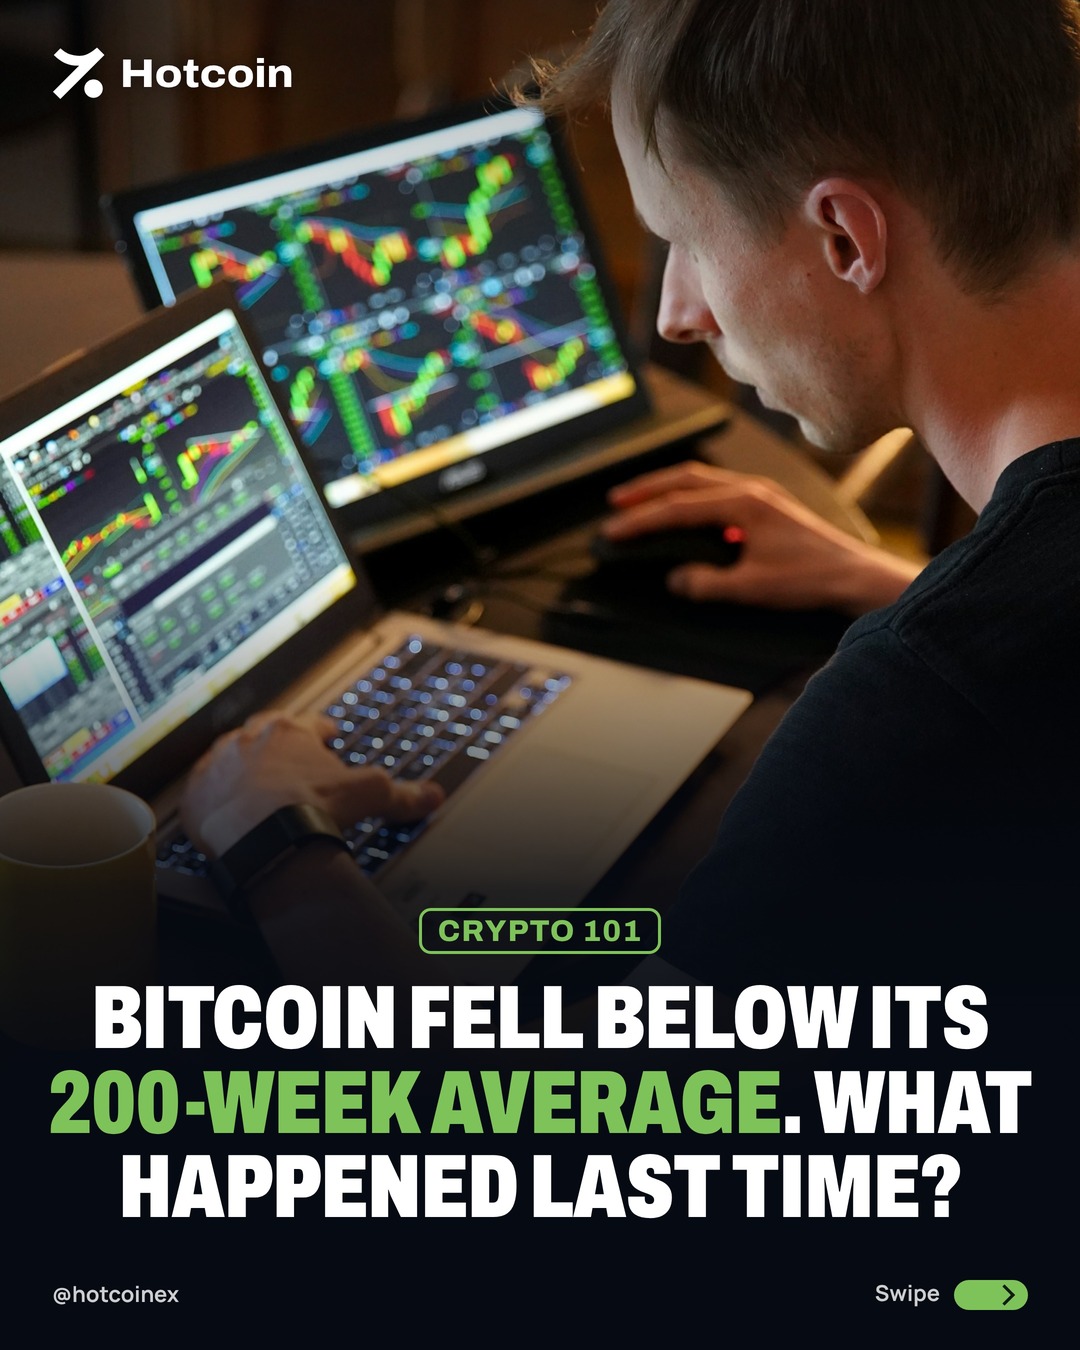 Hotcoin
CRYPTO 101
BITCOIN FELL BELOW ITS
200-WEEK AVERAGE. WHAT
HAPPENED LAST TIME?
@hotcoinex
Swipe